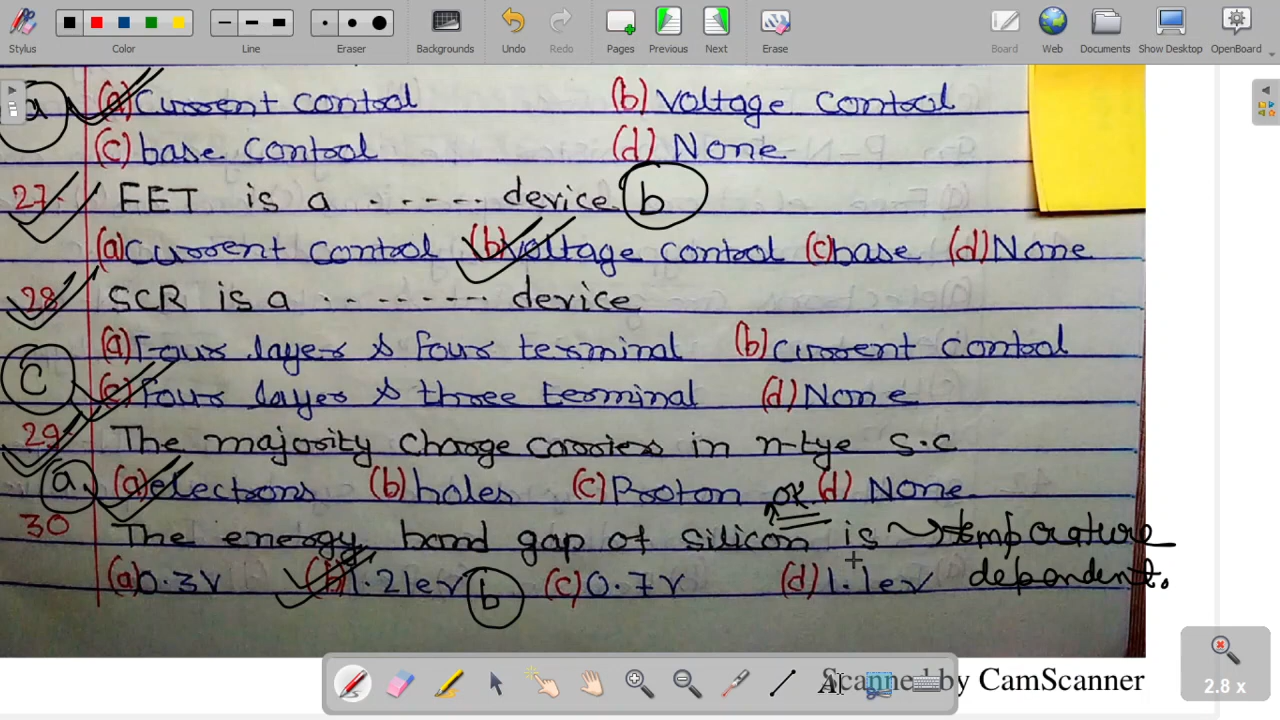 Stylus Color Line Eraser Backgrounds Undo Redo Pages Previous Next Erase Board Web Documents Show Desktop OpenBoard
a (a) Current control (b) Voltage control
(c) base control (d) None
27. FET is a ....... device. b
(a) Current control (b) voltage control (c) base (d) None
28. SCR is a ........ device
(a) Four layer & four terminal (b) current control
C (c) Four layer & three terminal (d) None
29. The majority charge carriers in n-tye s.c
a. (a) electrons (b) holes (c) Proton or (d) None
30 The energy band gap of silicon is temperature
(a) 0.3v (b) 1.21ev b (c) 0.7v (d) 1.1ev dependent.
Scanned by CamScanner
2.8 x